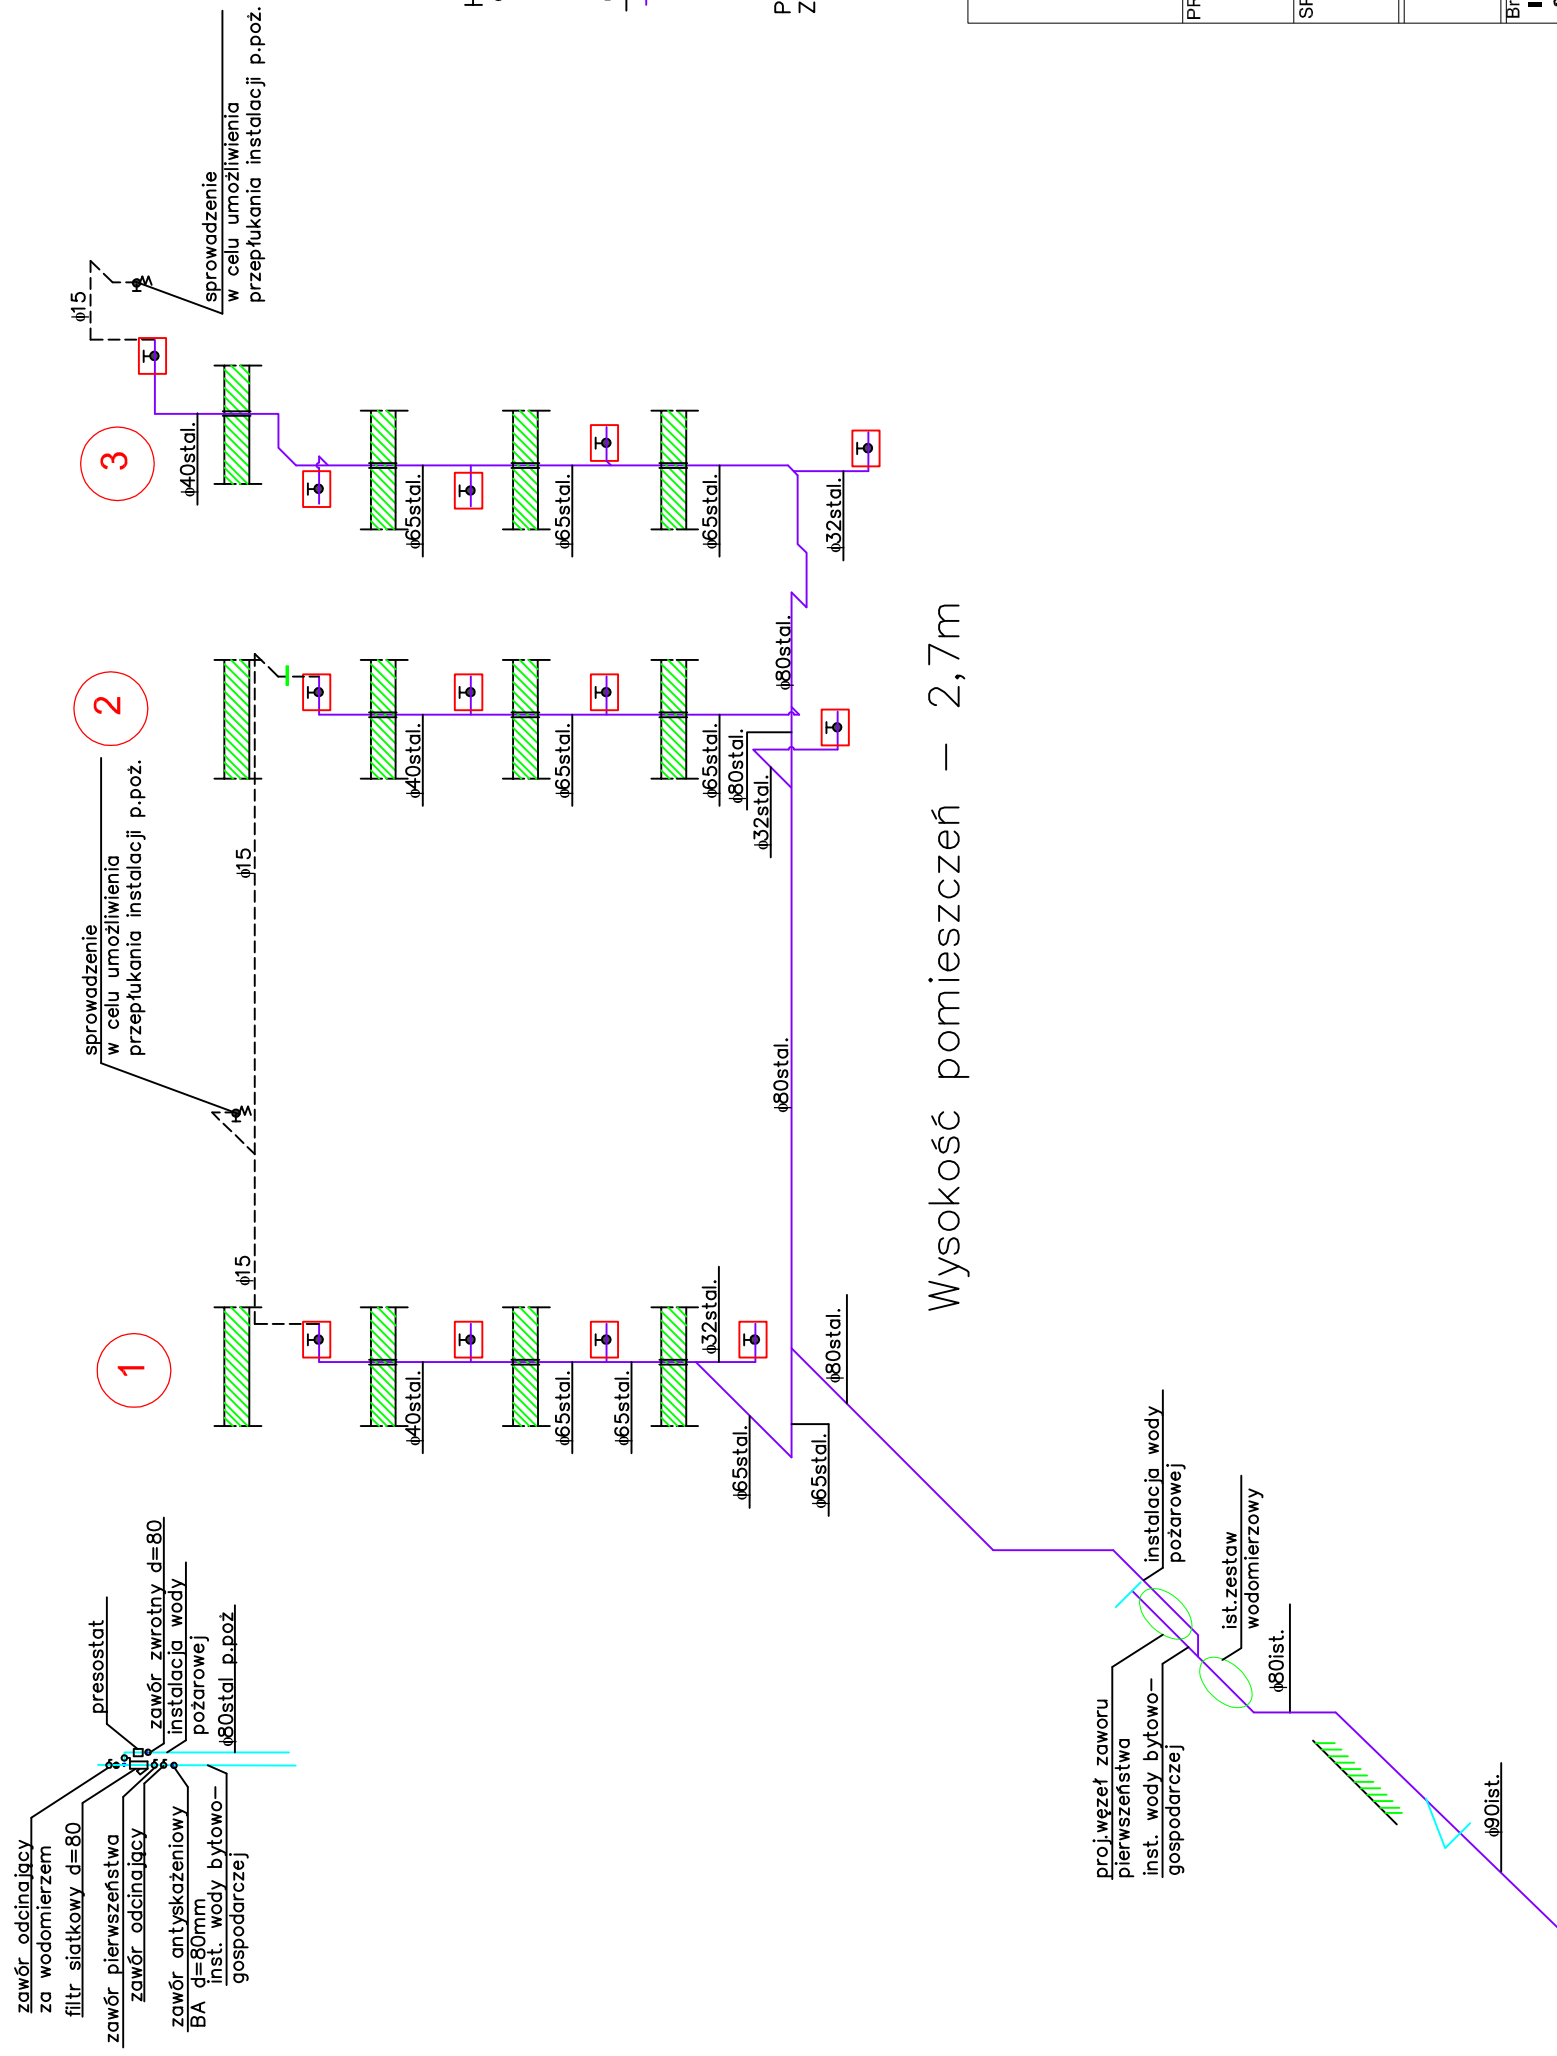 zawór odcinający
za wodomierzem
filtr siatkowy d=80
zawór pierwszeństwa
zawór odcinający
zawór antyskażeniowy
BA d=80mm
inst. wody bytowo-
gospodarczej
presostat
zawór zwrotny d=80
instalacja wody
pożarowej
ϕ80stal p.poż
1
2
3
sprowadzenie
w celu umożliwienia
przepłukania instalacji p.poż.
sprowadzenie
w celu umożliwienia
przepłukania instalacji p.poż.
ϕ15
ϕ15
ϕ15
ϕ40stal.
ϕ65stal.
ϕ65stal.
ϕ32stal.
ϕ65stal.
ϕ65stal.
ϕ40stal.
ϕ65stal.
ϕ65stal.
ϕ80stal.
ϕ32stal.
ϕ80stal.
ϕ40stal.
ϕ65stal.
ϕ65stal.
ϕ65stal.
ϕ32stal.
ϕ80stal.
ϕ80stal.
Wysokość pomieszczeń - 2,7m
instalacja wody
pożarowej
ist.zestaw
wodomierzowy
ϕ80ist.
proj.węzeł zaworu
pierwszeństwa
inst. wody bytowo-
gospodarczej
ϕ90ist.
P
Z
PR
SP
Br